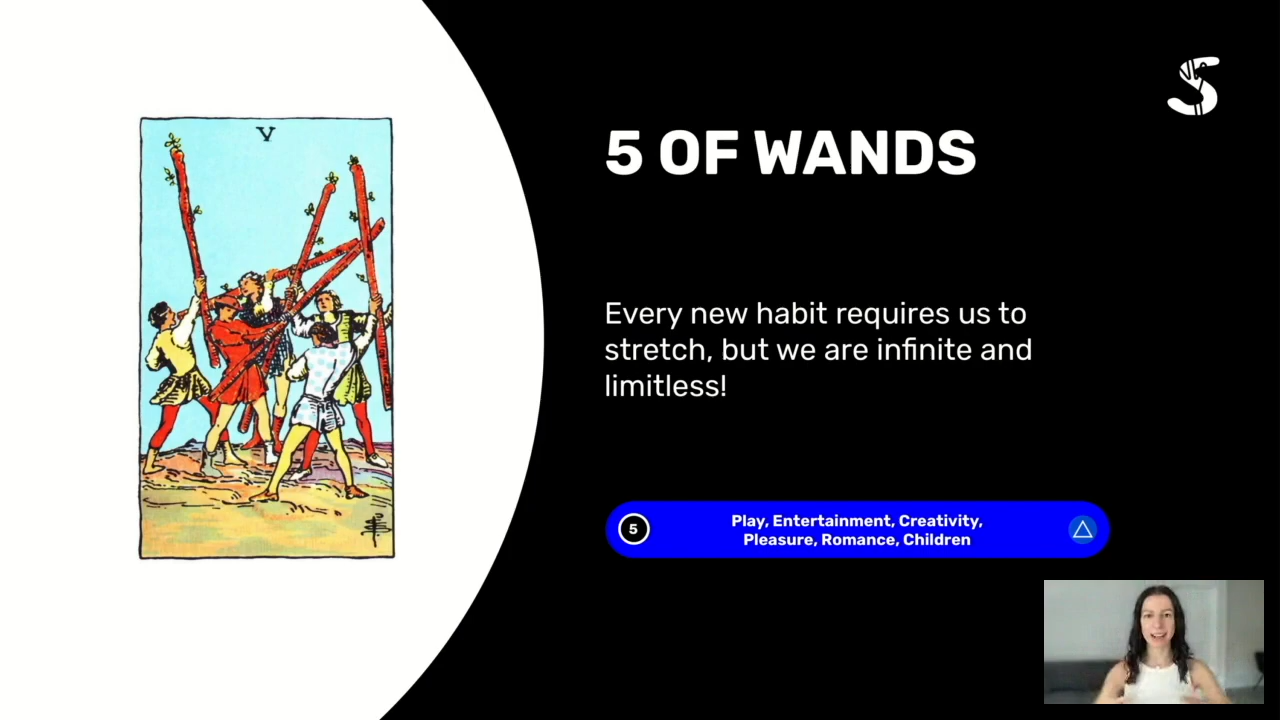 V
5 OF WANDS
Every new habit requires us to
stretch, but we are infinite and
limitless!
5
Play, Entertainment, Creativity,
Pleasure, Romance, Children